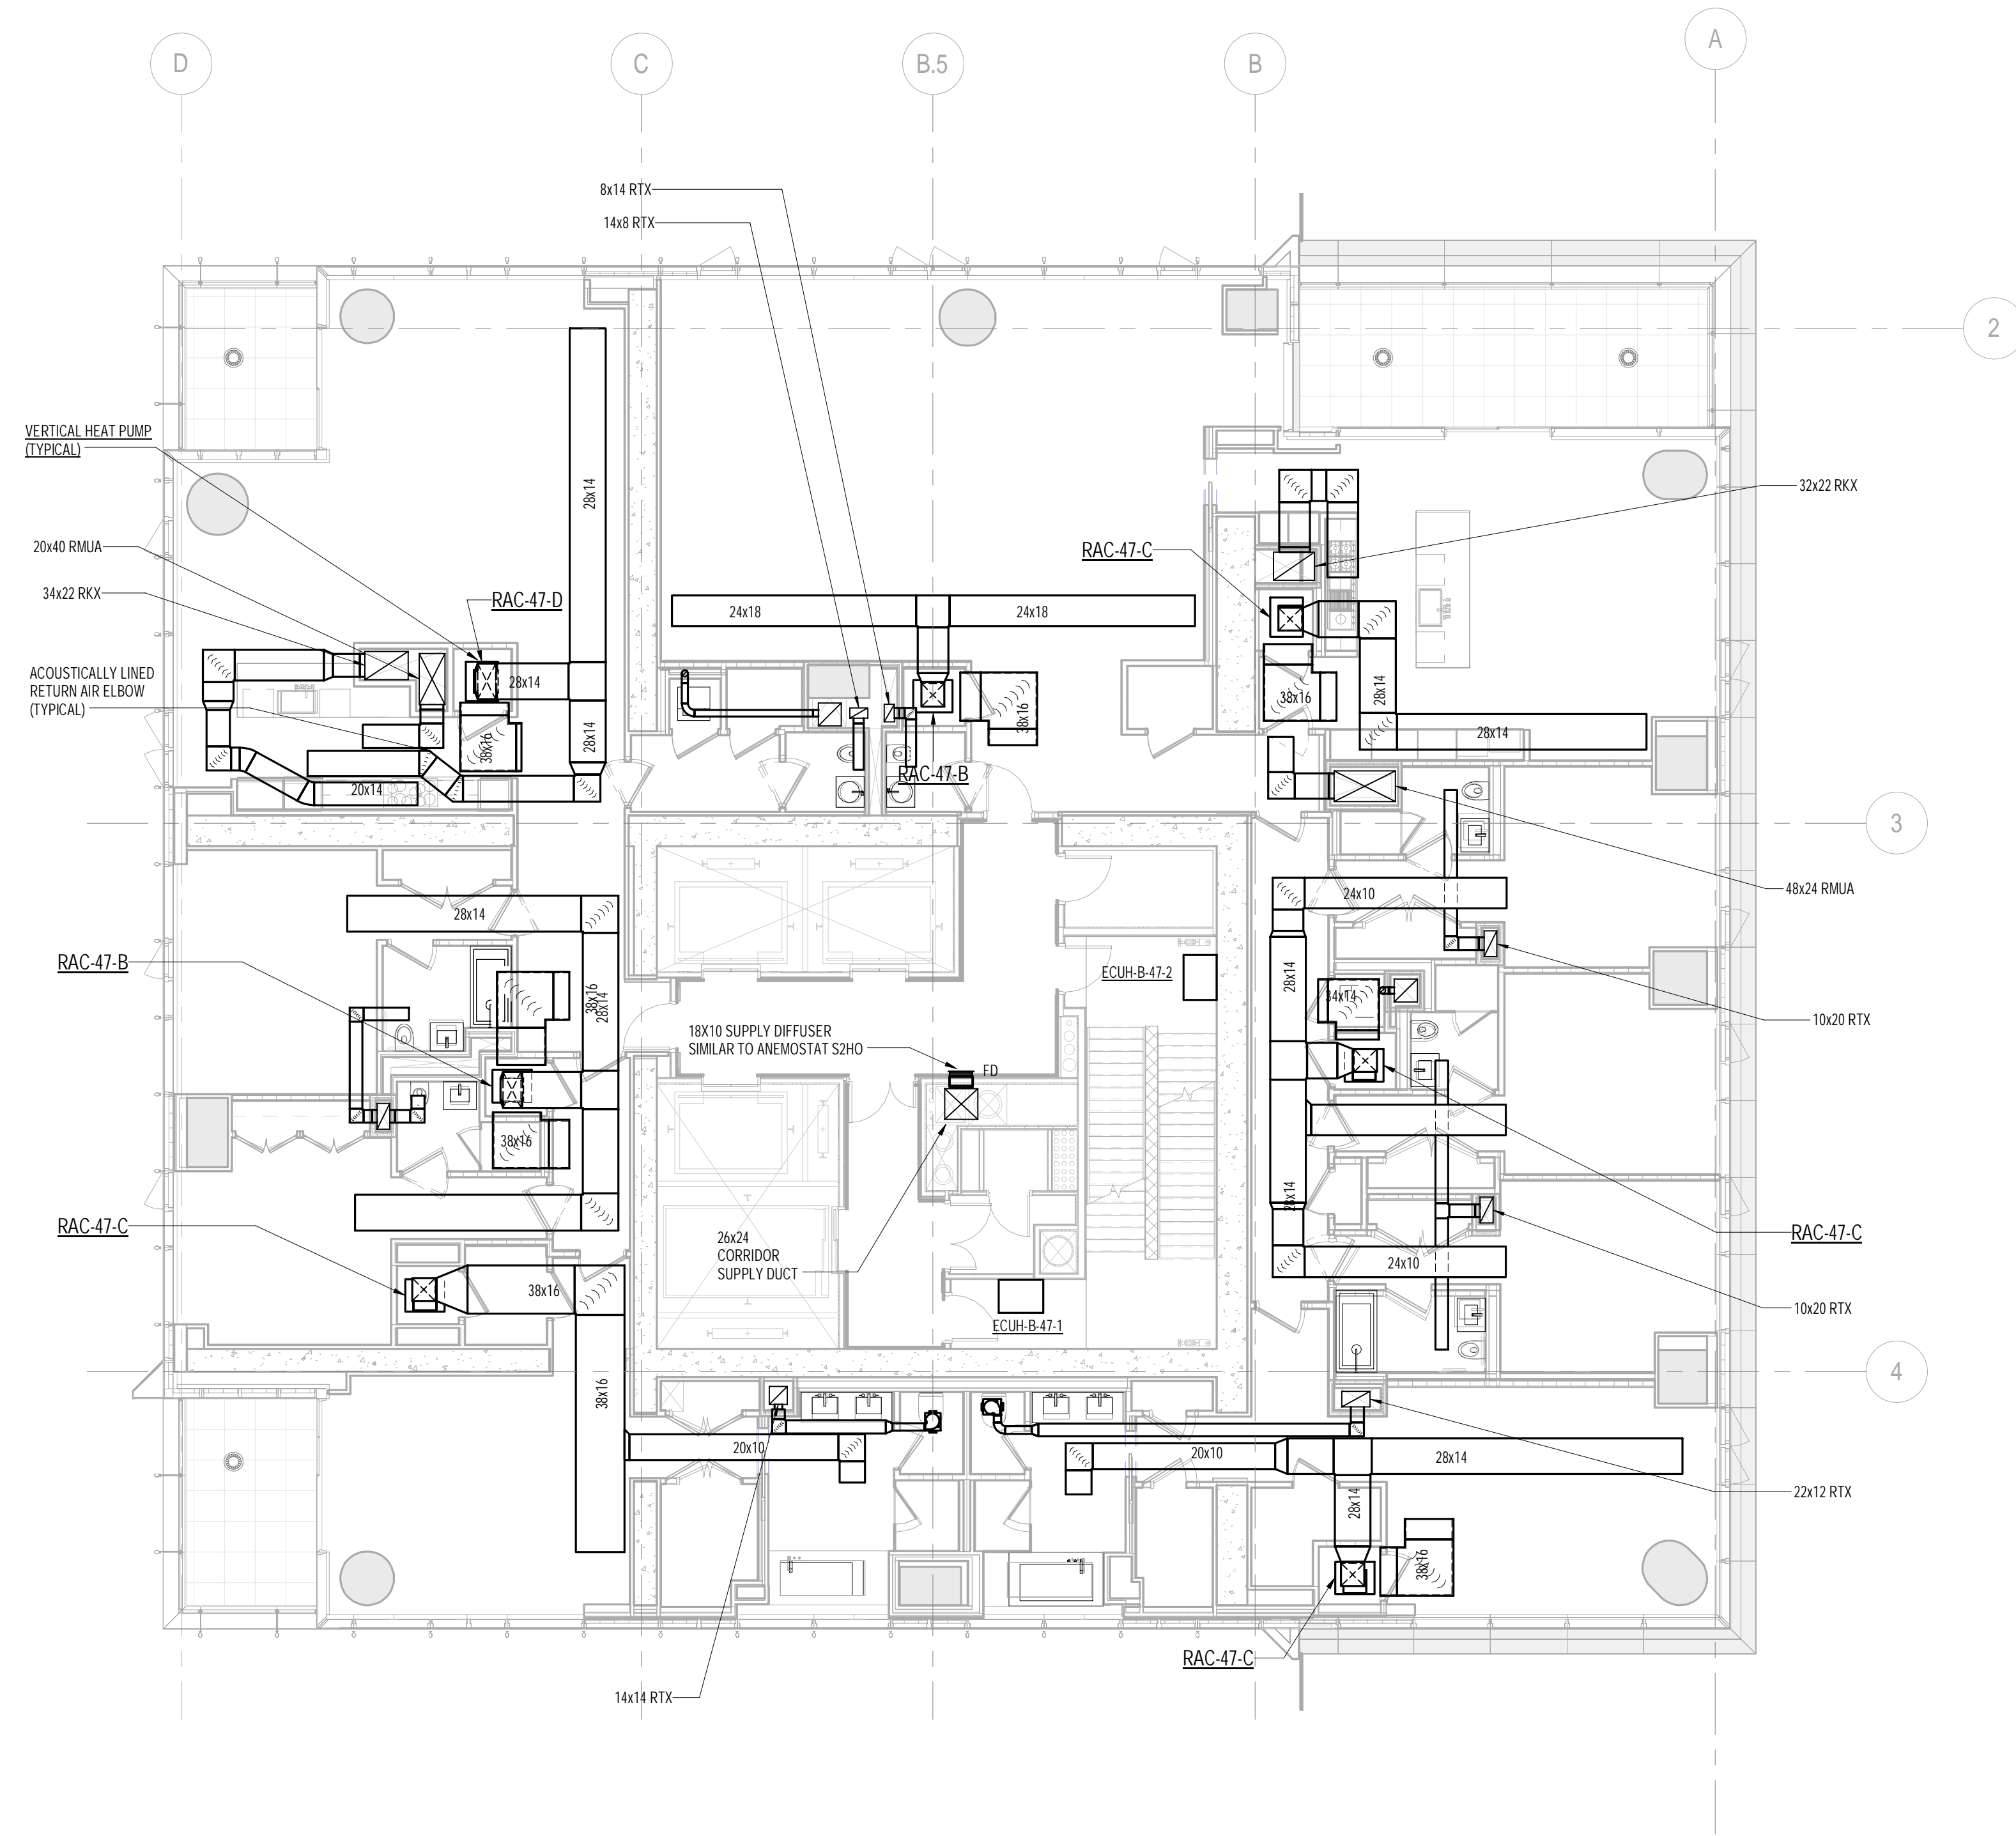 A
D
C
B.5
B
8x14 RTX
14x8 RTX
2
VERTICAL HEAT PUMP
(TYPICAL)
28x14
32x22 RKX
20x40 RMUA
RAC-47-C
34x22 RKX
RAC-47-D
24x18
24x18
ACOUSTICALLY LINED
RETURN AIR ELBOW
(TYPICAL)
28x14
38x16
28x14
38x16
28x14
38x16
28x14
RAC-47-B
20x14
3
48x24 RMUA
24x10
28x14
RAC-47-B
ECUH-B-47-2
28x14
38x16
28x14
34x14
10x20 RTX
18X10 SUPPLY DIFFUSER
SIMILAR TO ANEMOSTAT S2HO
FD
38x16
28x14
RAC-47-C
RAC-47-C
26x24
CORRIDOR
SUPPLY DUCT
24x10
38x16
10x20 RTX
ECUH-B-47-1
4
38x16
20x10
20x10
28x14
22x12 RTX
28x14
38x16
RAC-47-C
14x14 RTX